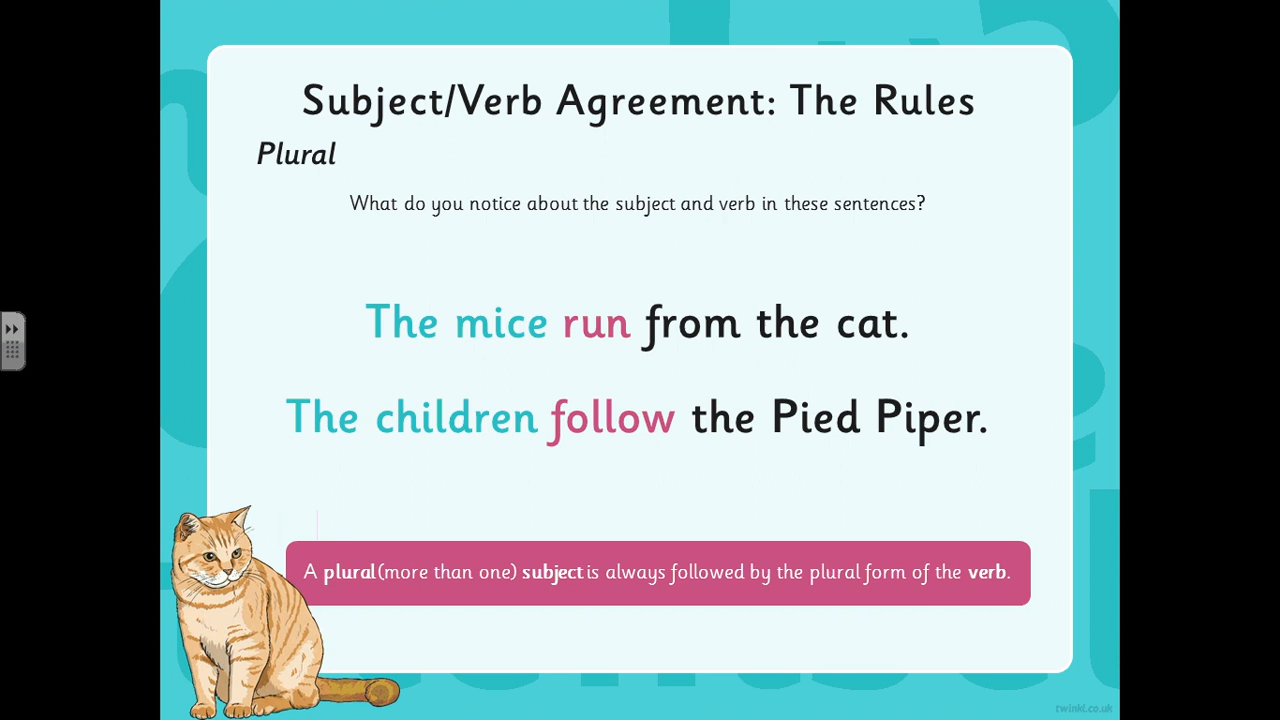 Subject/Verb Agreement: The Rules
Plural
What do you notice about the subject and verb in these sentences?
The mice run from the cat.
The children follow the Pied Piper.
A plural (more than one) subject is always followed by the plural form of the verb.
twinkl.co.uk